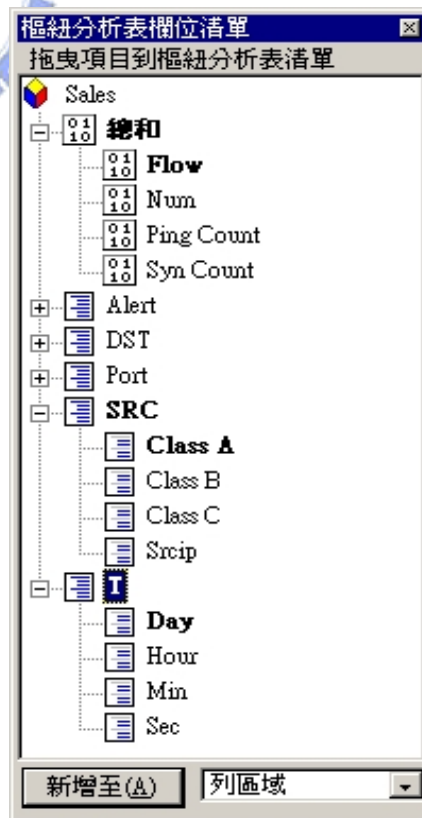 樞紐分析表欄位清單
拖曳項目到樞紐分析表清單
Sales
總和
Flow
Num
Ping Count
Syn Count
Alert
DST
Port
SRC
Class A
Class B
Class C
Srcip
T
Day
Hour
Min
Sec
新增至(A) 列區域